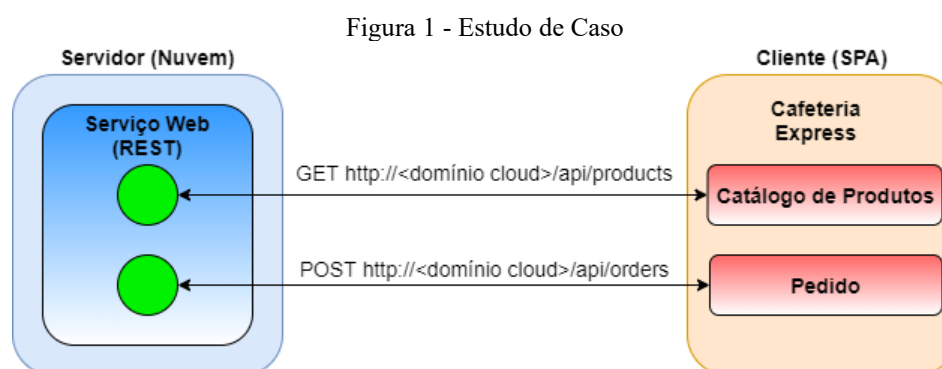 Figura 1 - Estudo de Caso
Servidor (Nuvem)
Cliente (SPA)
Serviço Web
(REST)
Cafeteria
Express
GET http://<domínio cloud>/api/products
Catálogo de Produtos
POST http://<domínio cloud>/api/orders
Pedido